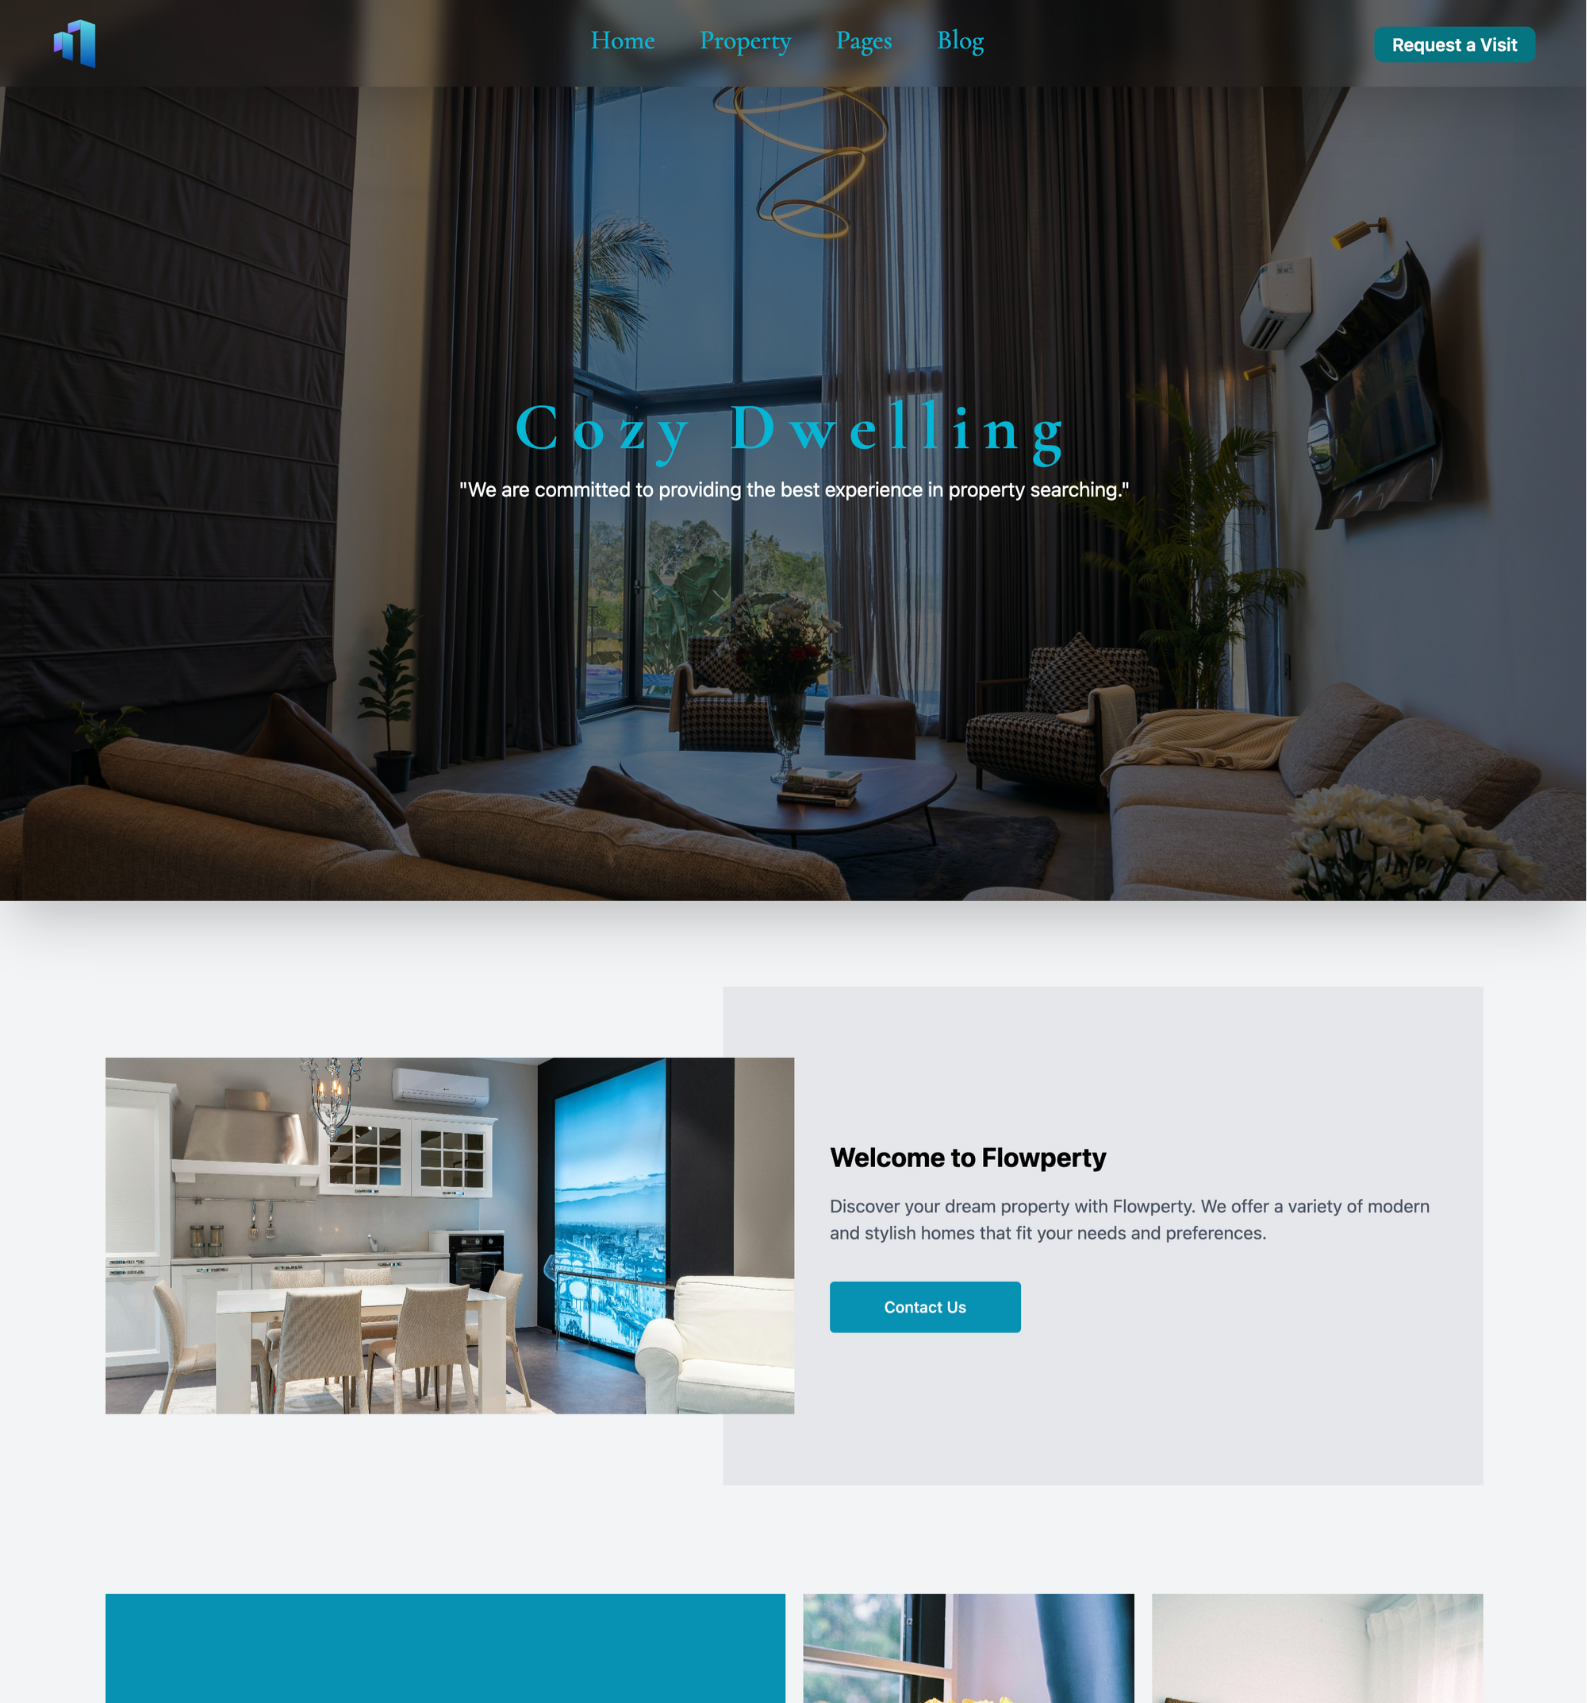 Home
Property
Pages
Blog
Request a Visit
Cozy Dwelling
"We are committed to providing the best experience in property searching."
Welcome to Flowperty
Discover your dream property with Flowperty. We offer a variety of modern
and stylish homes that fit your needs and preferences.
Contact Us